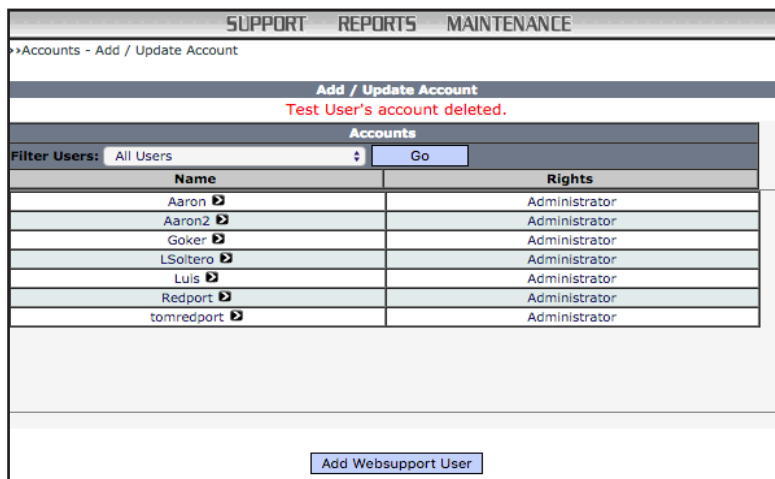 SUPPORT REPORTS MAINTENANCE
››Accounts - Add / Update Account
Add / Update Account
Test User's account deleted.
Accounts
Filter Users: All Users Go
Name Rights
Aaron Administrator
Aaron2 Administrator
Goker Administrator
LSoltero Administrator
Luis Administrator
Redport Administrator
tomredport Administrator
Add Websupport User